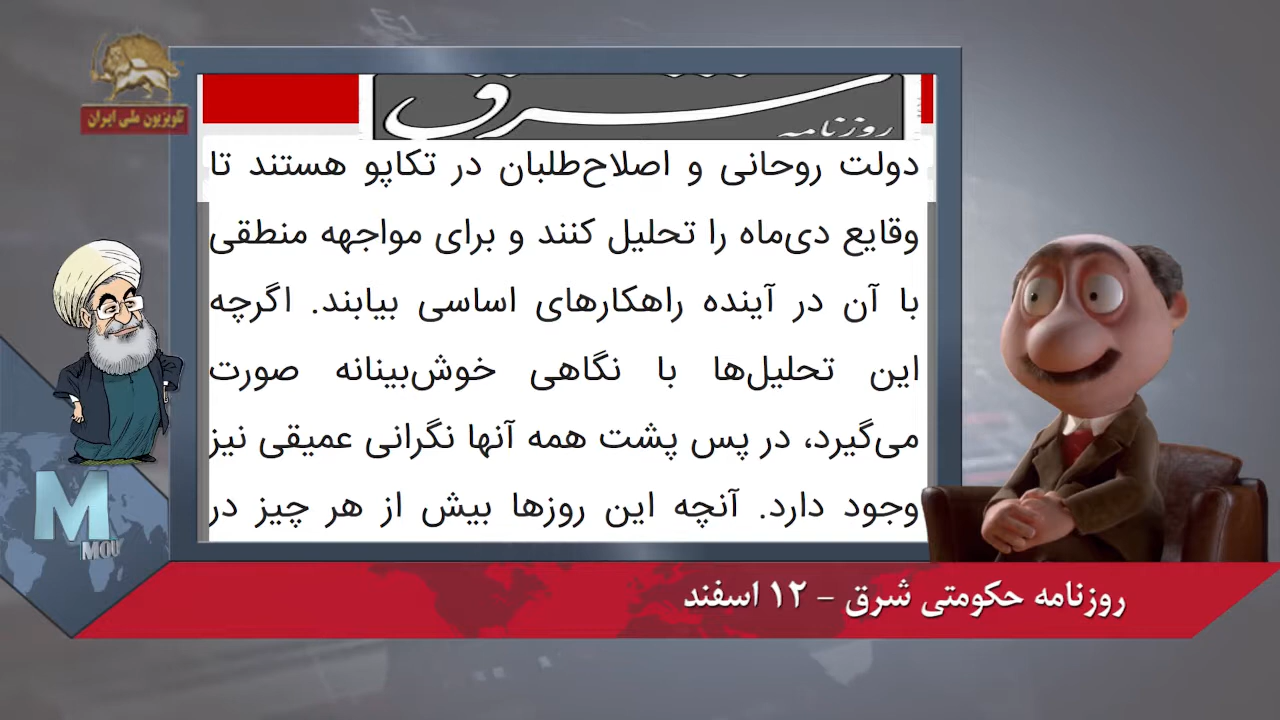 تلویزیون ملی ایران
شرق
روزنامه
دولت روحانی و اصلاح‌طلبان در تکاپو هستند تا
وقایع دی‌ماه را تحلیل کنند و برای مواجهه منطقی
با آن در آینده راهکارهای اساسی بیابند. اگرچه
این تحلیل‌ها با نگاهی خوش‌بینانه صورت
می‌گیرد، در پس پشت همه آنها نگرانی عمیقی نیز
وجود دارد. آنچه این روزها بیش از هر چیز در
M
MOU
روزنامه حکومتی شرق – ۱۲ اسفند